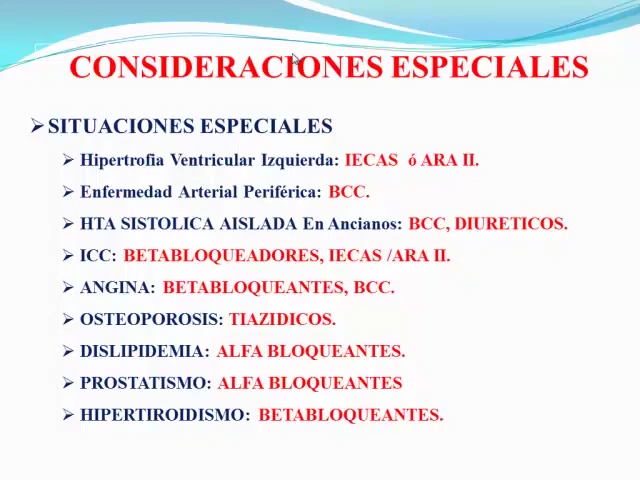 CONSIDERACIONES ESPECIALES
SITUACIONES ESPECIALES
Hipertrofia Ventricular Izquierda: IECAS ó ARA II.
Enfermedad Arterial Periférica: BCC.
HTA SISTOLICA AISLADA En Ancianos: BCC, DIURETICOS.
ICC: BETABLOQUEADORES, IECAS /ARA II.
ANGINA: BETABLOQUEANTES, BCC.
OSTEOPOROSIS: TIAZIDICOS.
DISLIPIDEMIA: ALFA BLOQUEANTES.
PROSTATISMO: ALFA BLOQUEANTES
HIPERTIROIDISMO: BETABLOQUEANTES.